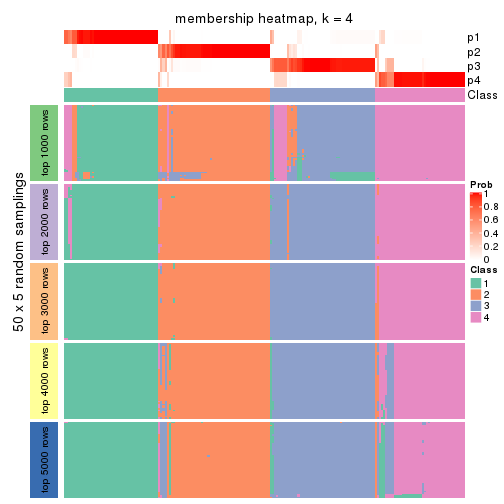 membership heatmap, k = 4
p1
p2
p3
p4
Class
50 x 5 random samplings
top 1000 rows
top 2000 rows
top 3000 rows
top 4000 rows
top 5000 rows
Prob
1
0.8
0.6
0.4
0.2
0
Class
1
2
3
4